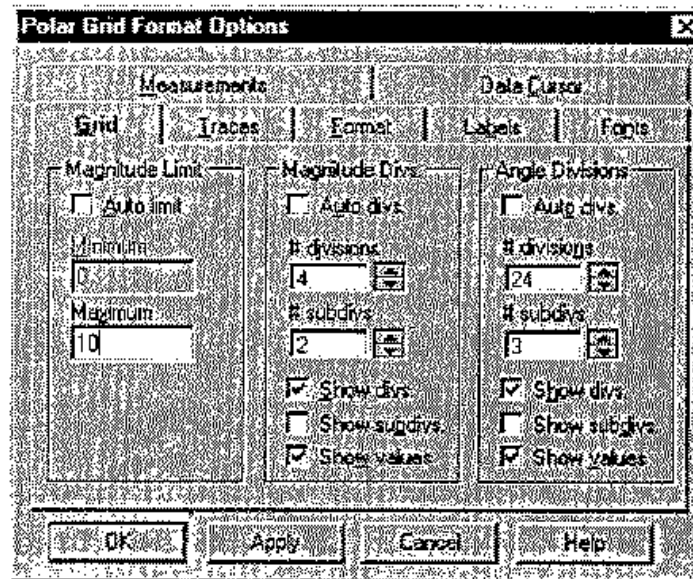 Polar Grid Format Options
Measurements Data Cursor
Grid Traces Format Labels Fonts
Magnitude Limit Magnitude Divs. Angle Divisions
Auto limit Auto divs. Auto divs.
Minimum # divisions # divisions
0 4 24
Maximum # subdivs # subdivs
10 2 3
Show divs. Show divs.
Show subdivs. Show subdivs.
Show values Show values
OK Apply Cancel Help